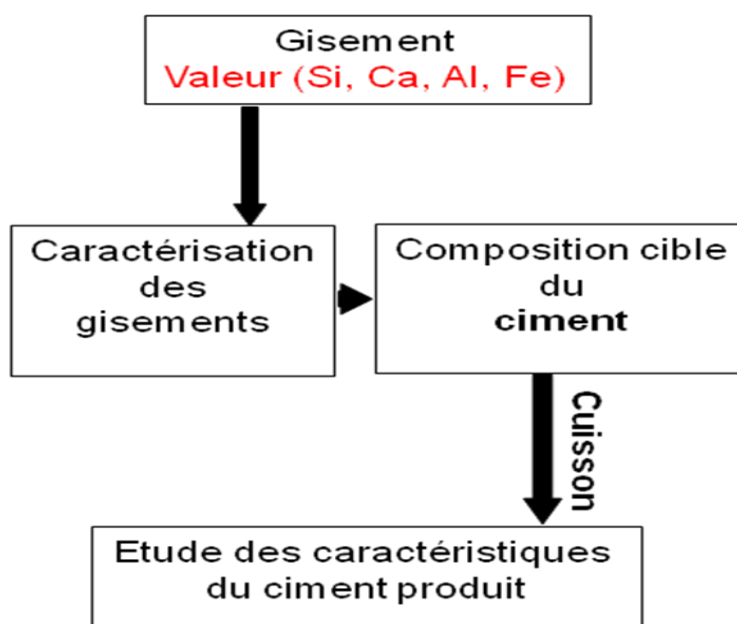 Gisement
Valeur (Si, Ca, Al, Fe)
Caractérisation
des
gisements
Composition cible
du
ciment
Cuisson
Etude des caractéristiques
du ciment produit